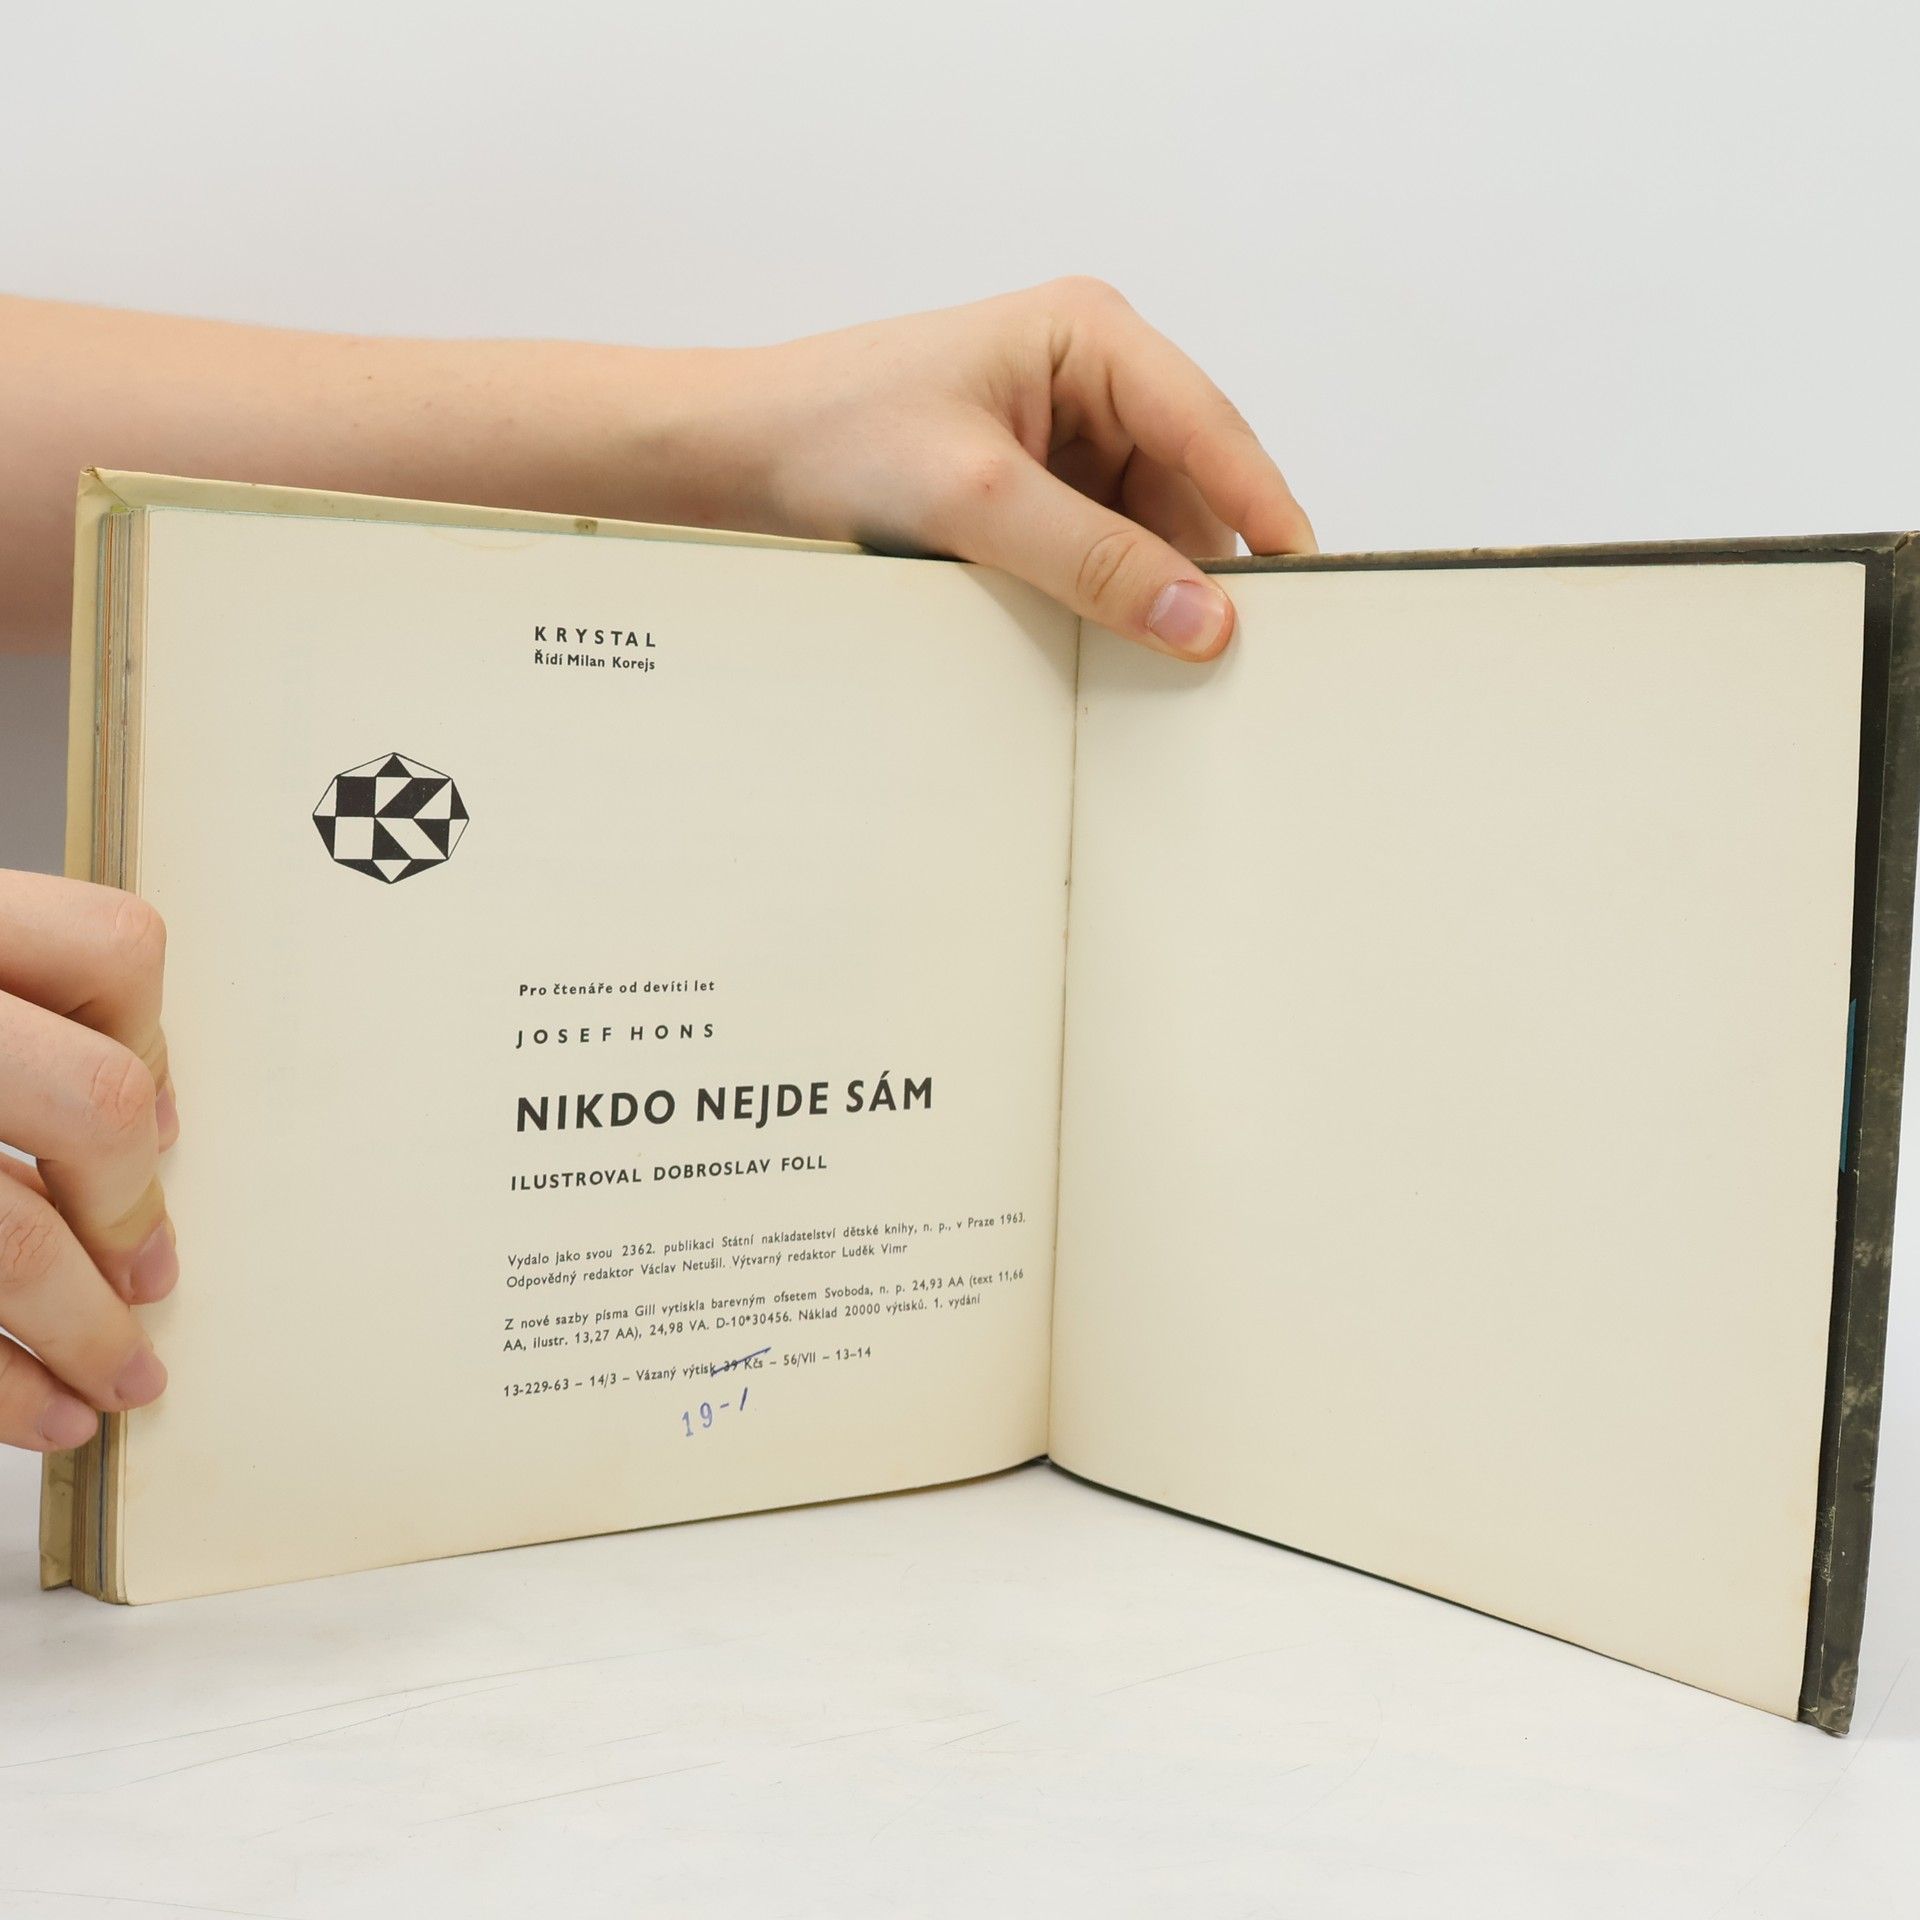 KRYSTAL
Řídí Milan Korejs
Pro čtenáře od devíti let
JOSEF HONS
NIKDO NEJDE SÁM
ILUSTROVAL DOBROSLAV FOLL
Vydalo jako svou 2362. publikaci Státní nakladatelství dětské knihy, n. p., v Praze 1963.
Odpovědný redaktor Václav Netušil. Výtvarný redaktor Luděk Vimr
Z nové sazby písma Gill vytiskla barevným ofsetem Svoboda, n. p. 24,93 AA (text 11,66
AA, ilustr. 13,27 AA), 24,98 VA. D-10*30456. Náklad 20000 výtisků. 1. vydání
13-229-63 – 14/3 – Vázaný výtisk 39 Kčs – 56/VII – 13–14
19-/